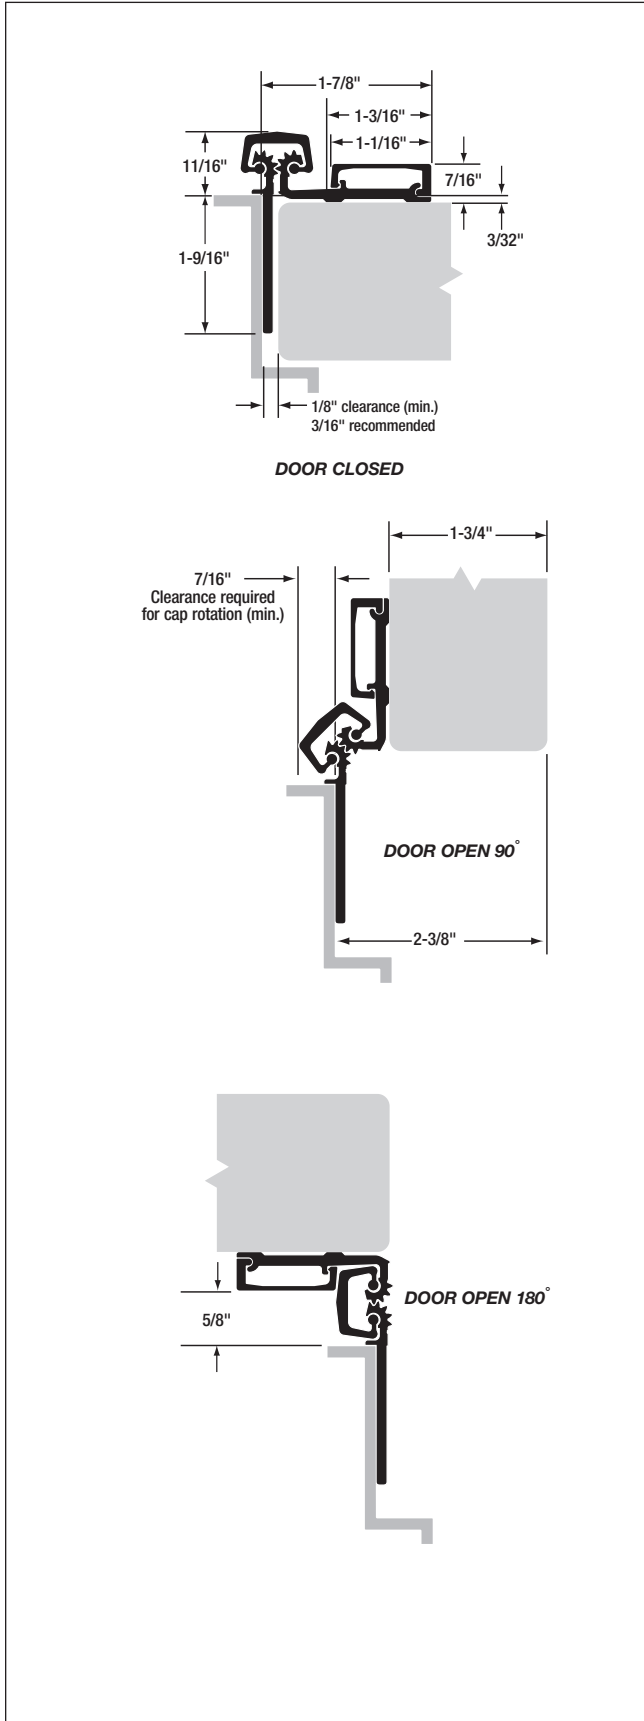 1-7/8"
1-3/16"
1-1/16"
11/16"
7/16"
1-9/16"
3/32"
1/8" clearance (min.)
3/16" recommended
DOOR CLOSED
1-3/4"
7/16"
Clearance required
for cap rotation (min.)
DOOR OPEN 90°
2-3/8"
DOOR OPEN 180°
5/8"